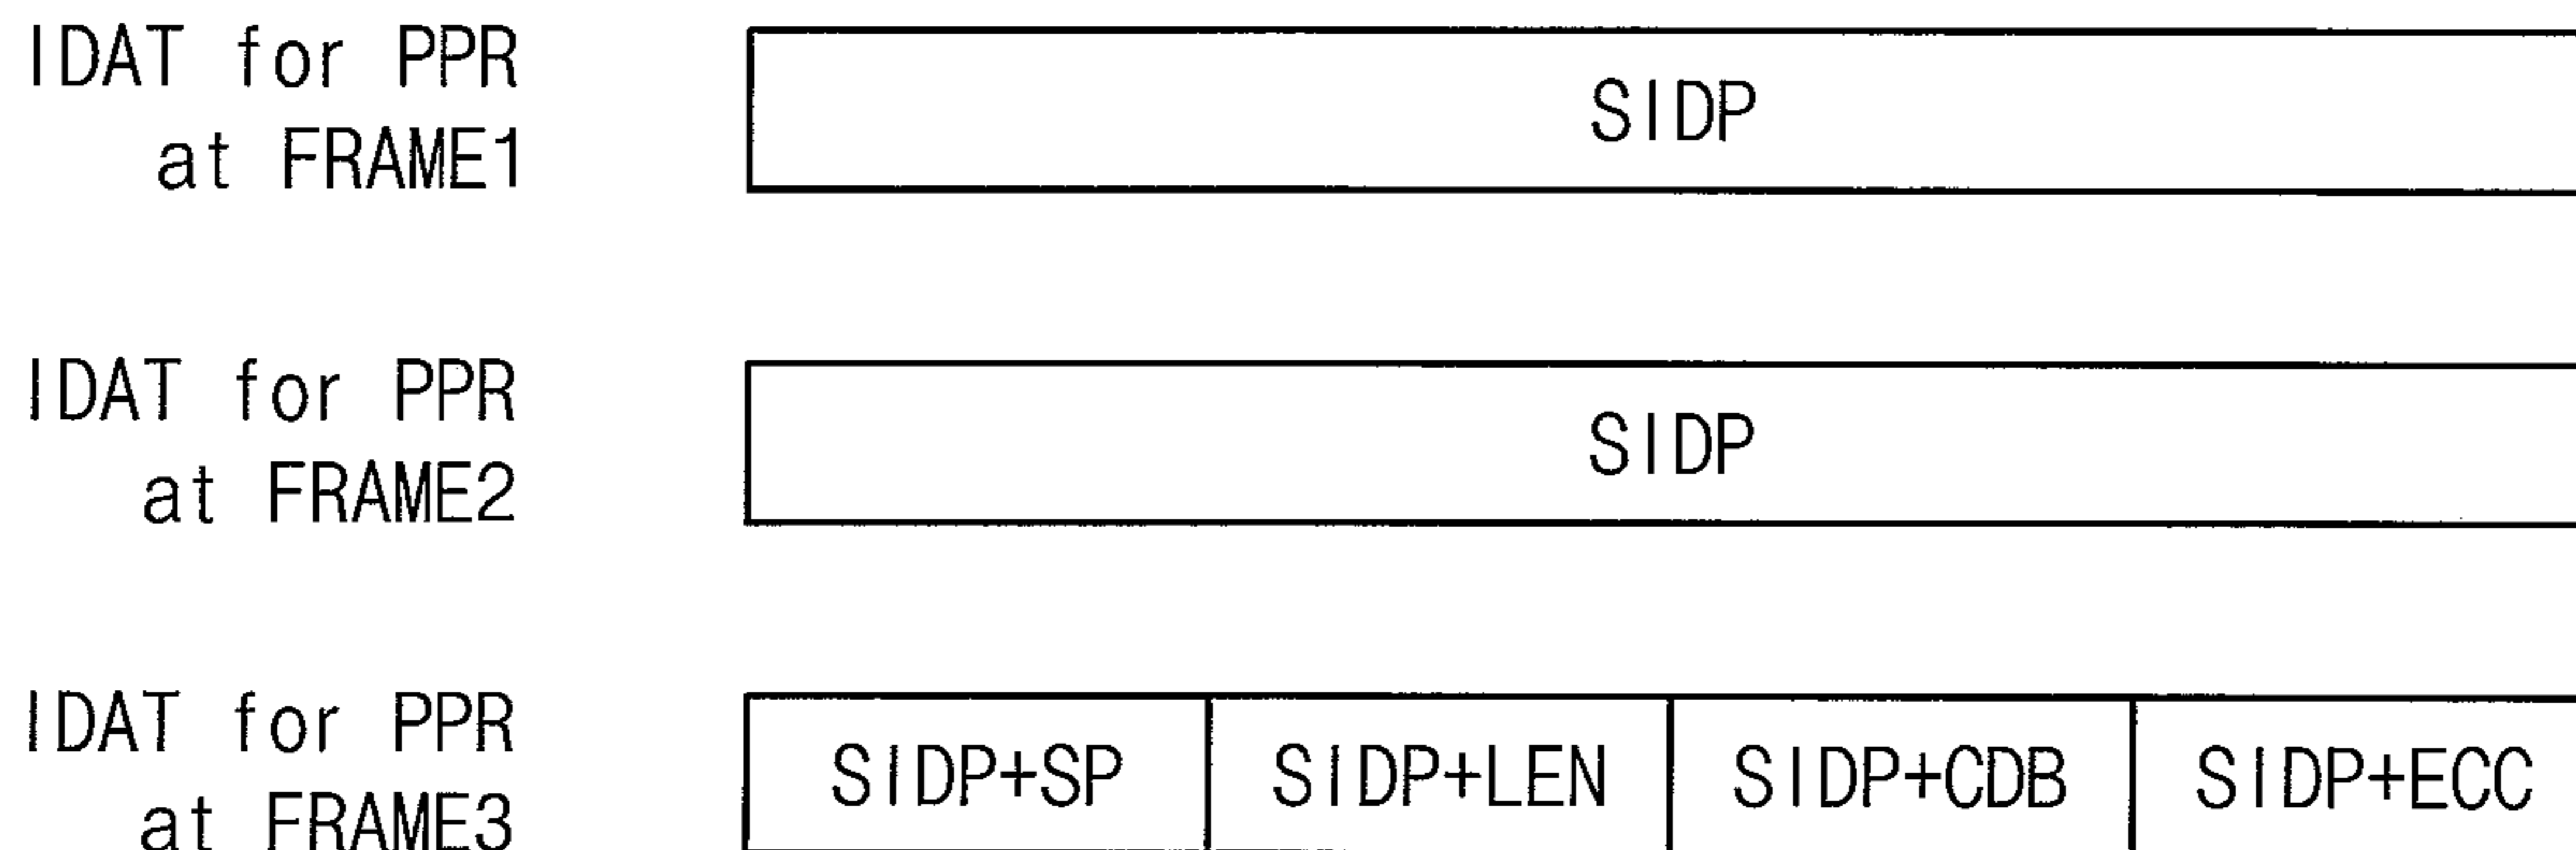 IDAT for PPR
at FRAME1
SIDP
IDAT for PPR
at FRAME2
SIDP
IDAT for PPR
at FRAME3
SIDP+SP SIDP+LEN SIDP+CDB SIDP+ECC